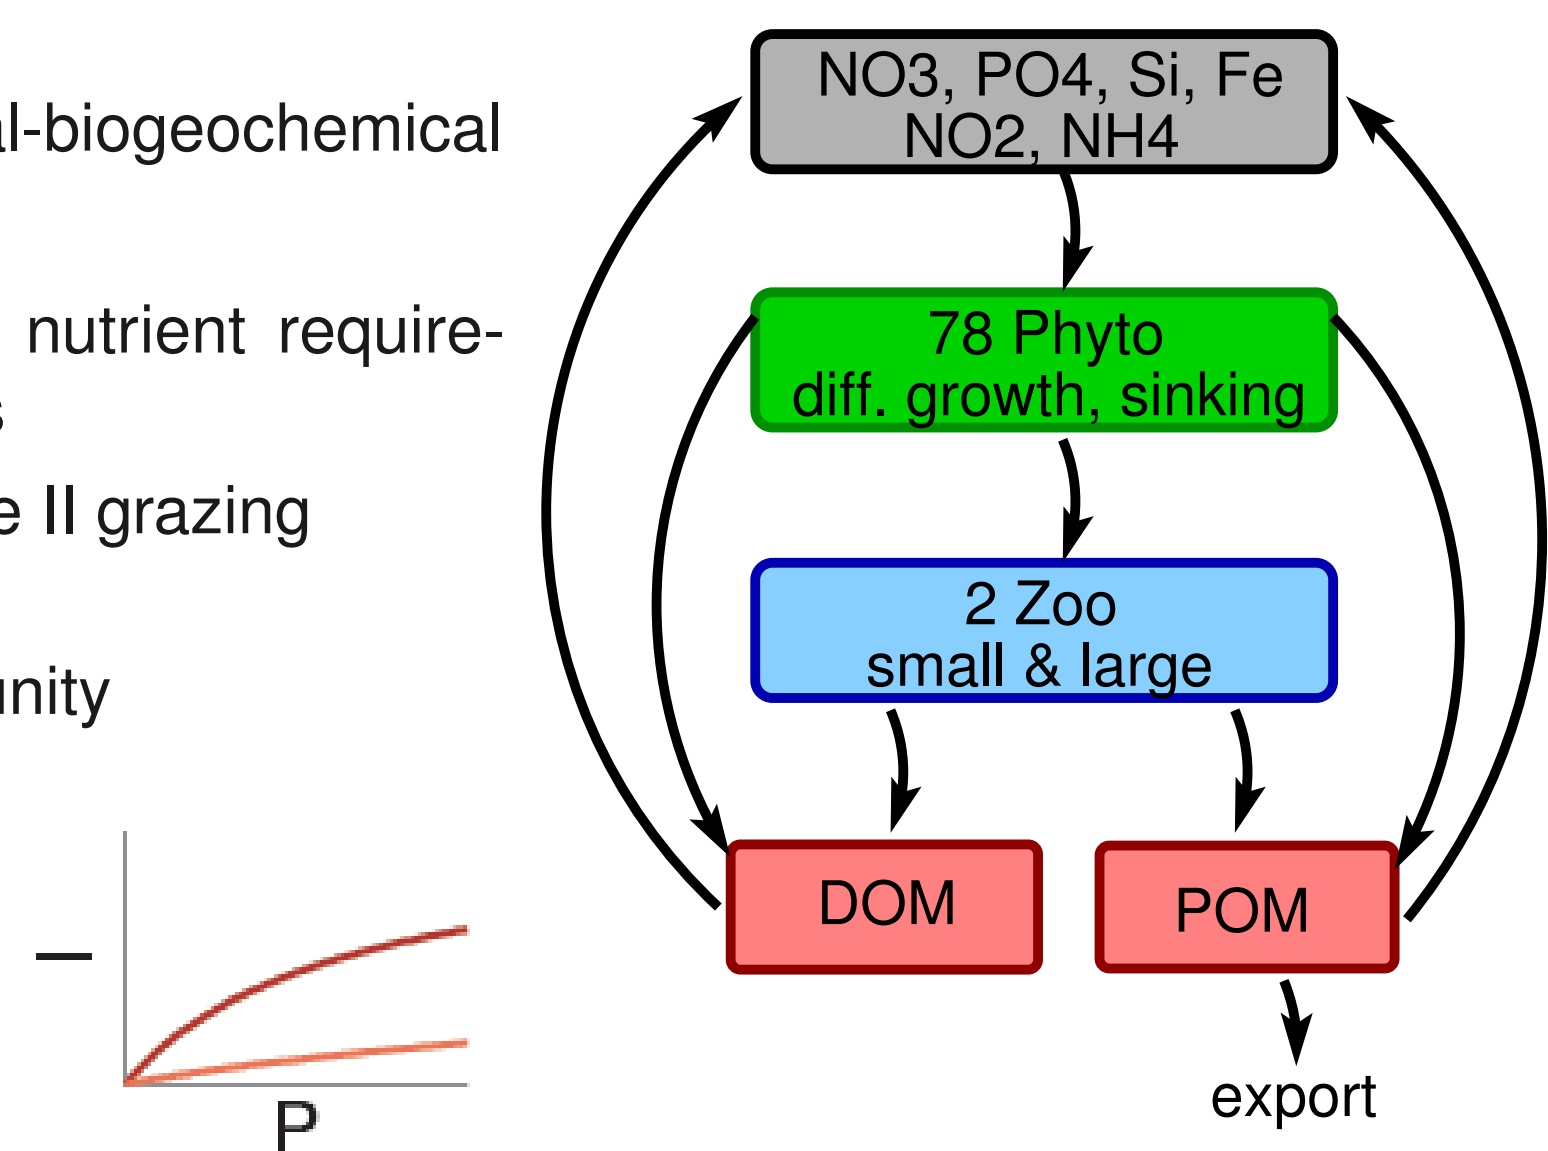 al-biogeochemical
nutrient require-
s
e II grazing
unity
P
NO3, PO4, Si, Fe
NO2, NH4
78 Phyto
diff. growth, sinking
2 Zoo
small & large
DOM
POM
export